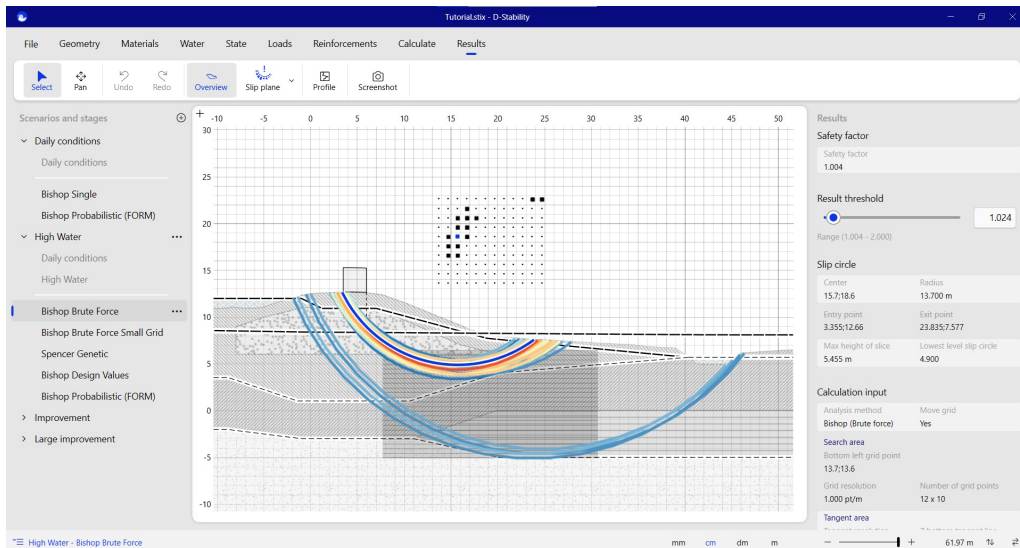 Tutorial.stix - D-Stability
File Geometry Materials Water State Loads Reinforcements Calculate Results
Select Pan Undo Redo Overview Slip plane Profile Screenshot
Scenarios and stages
Daily conditions
Daily conditions
Bishop Single
Bishop Probabilistic (FORM)
High Water
Daily conditions
High Water
Bishop Brute Force
Bishop Brute Force Small Grid
Spencer Genetic
Bishop Design Values
Bishop Probabilistic (FORM)
Improvement
Large improvement
-10 -5 0 5 10 15 20 25 30 35 40 45 50
30
25
20
15
10
5
0
-5
-10
Results
Safety factor
Safety factor
1.004
Result threshold
1.024
Range (1.004 - 2.000)
Slip circle
Center Radius
15.7;18.6 13.700 m
Entry point Exit point
3.355;12.66 23.835;7.577
Max height of slice Lowest level slip circle
5.455 m 4.900
Calculation input
Analysis method Move grid
Bishop (Brute force) Yes
Search area
Bottom left grid point
13.7;13.6
Grid resolution Number of grid points
1.000 pt/m 12 x 10
Tangent area
High Water - Bishop Brute Force
mm cm dm m
61.97 m